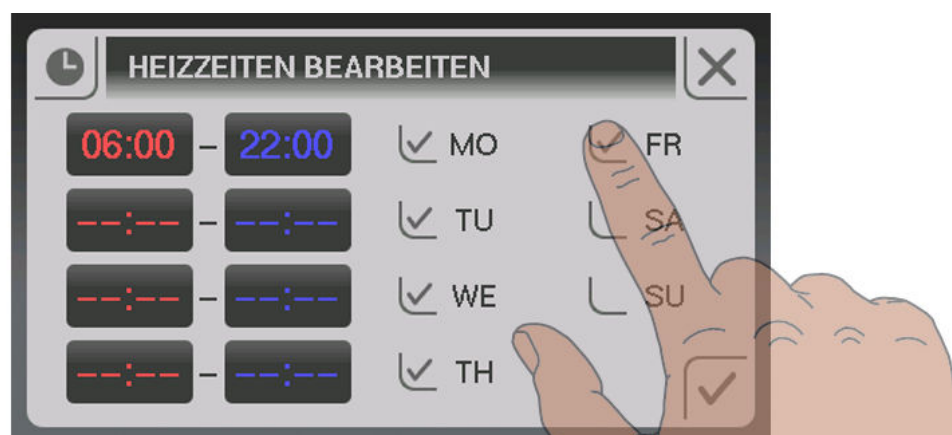 HEIZZEITEN BEARBEITEN
06:00 – 22:00 MO FR
--:-- – --:-- TU SA
--:-- – --:-- WE SU
--:-- – --:-- TH